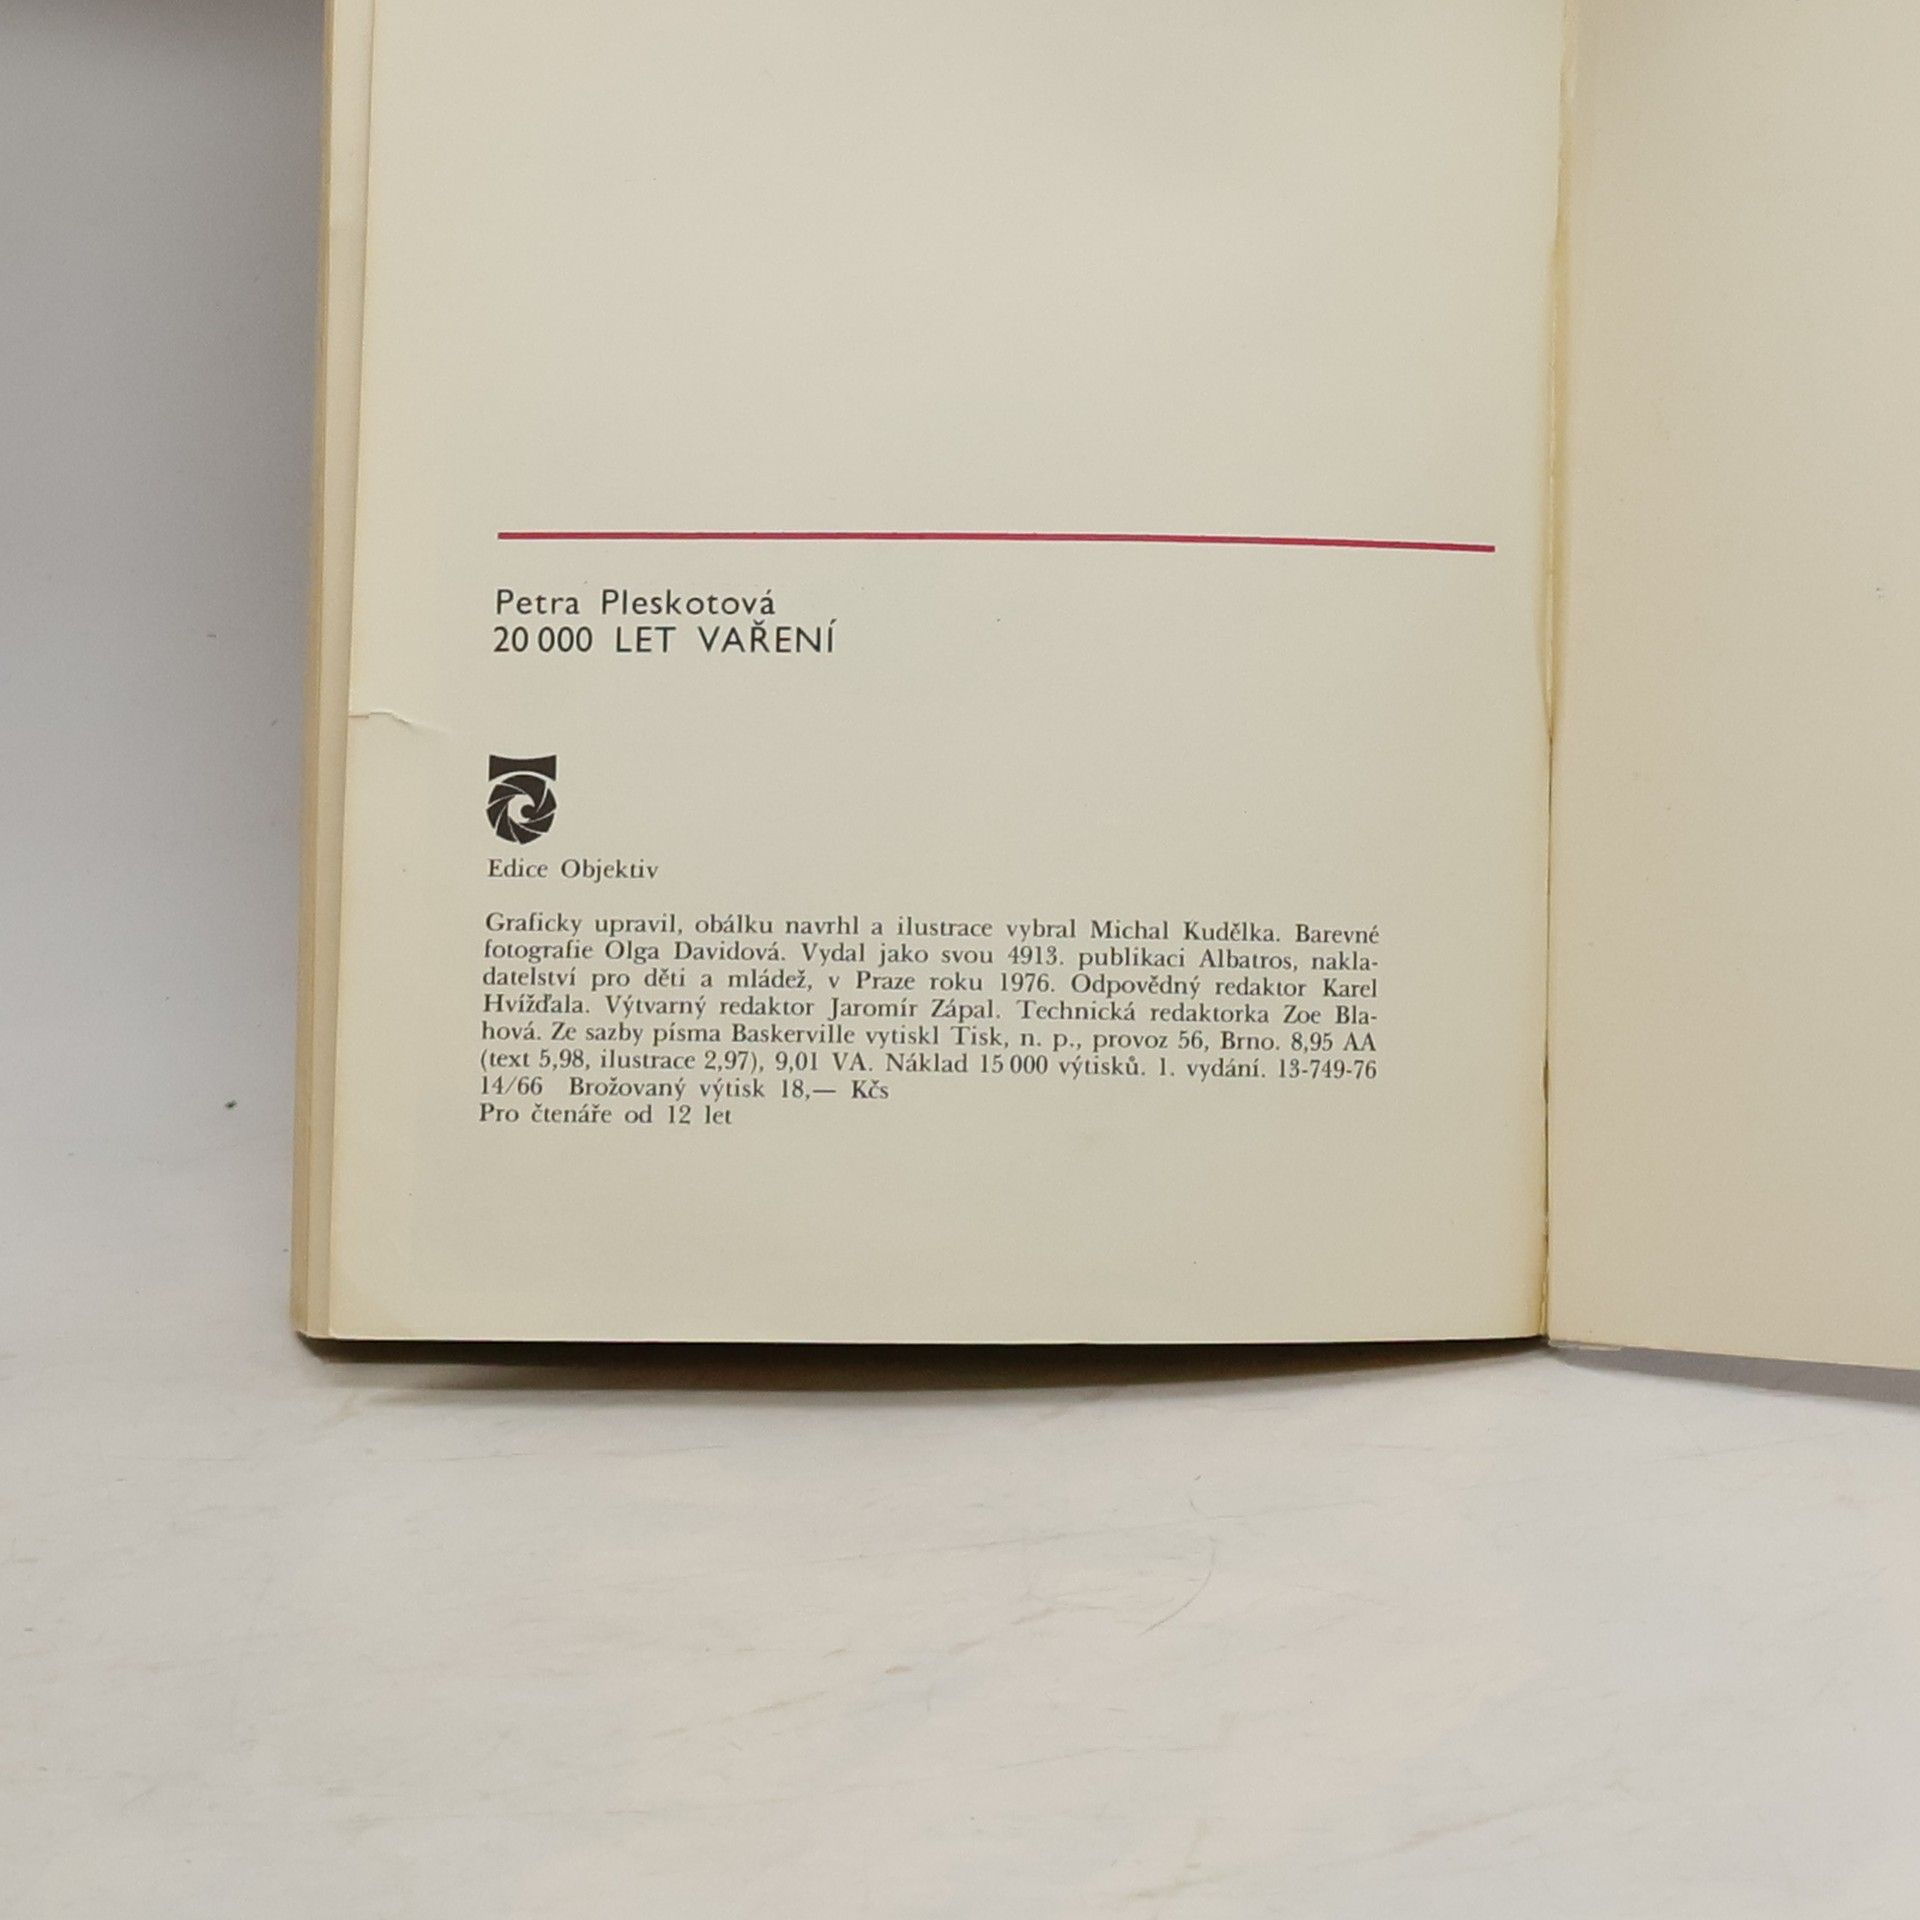 Petra Pleskotová
20 000 LET VAŘENÍ
Edice Objektiv
Graficky upravil, obálku navrhl a ilustrace vybral Michal Kudělka. Barevné
fotografie Olga Davidová. Vydal jako svou 4913. publikaci Albatros, nakla-
datelství pro děti a mládež, v Praze roku 1976. Odpovědný redaktor Karel
Hvížďala. Výtvarný redaktor Jaromír Zápal. Technická redaktorka Zoe Bla-
hová. Ze sazby písma Baskerville vytiskl Tisk, n. p., provoz 56, Brno. 8,95 AA
(text 5,98, ilustrace 2,97), 9,01 VA. Náklad 15 000 výtisků. 1. vydání. 13-749-76
14/66 Brožovaný výtisk 18,— Kčs
Pro čtenáře od 12 let